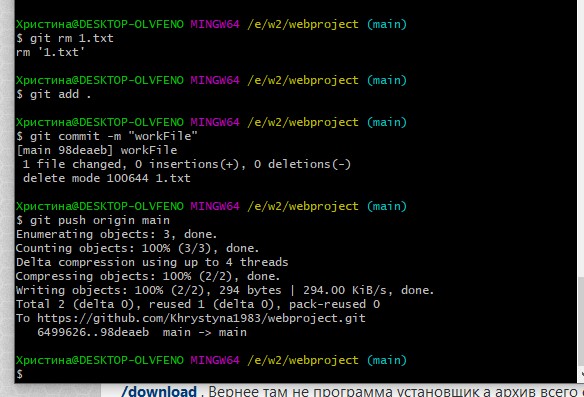 Христина@DESKTOP-OLVFENO MINGW64 /e/w2/webproject (main)
$ git rm 1.txt
rm '1.txt'
Христина@DESKTOP-OLVFENO MINGW64 /e/w2/webproject (main)
$ git add .
Христина@DESKTOP-OLVFENO MINGW64 /e/w2/webproject (main)
$ git commit -m "workFile"
[main 98deaeb] workFile
 1 file changed, 0 insertions(+), 0 deletions(-)
 delete mode 100644 1.txt
Христина@DESKTOP-OLVFENO MINGW64 /e/w2/webproject (main)
$ git push origin main
Enumerating objects: 3, done.
Counting objects: 100% (3/3), done.
Delta compression using up to 4 threads
Compressing objects: 100% (2/2), done.
Writing objects: 100% (2/2), 294 bytes | 294.00 KiB/s, done.
Total 2 (delta 0), reused 1 (delta 0), pack-reused 0
To https://github.com/Khrystyna1983/webproject.git
   6499626..98deaeb  main -> main
Христина@DESKTOP-OLVFENO MINGW64 /e/w2/webproject (main)
$
/download . Вернее там не программа установщик а архив всего